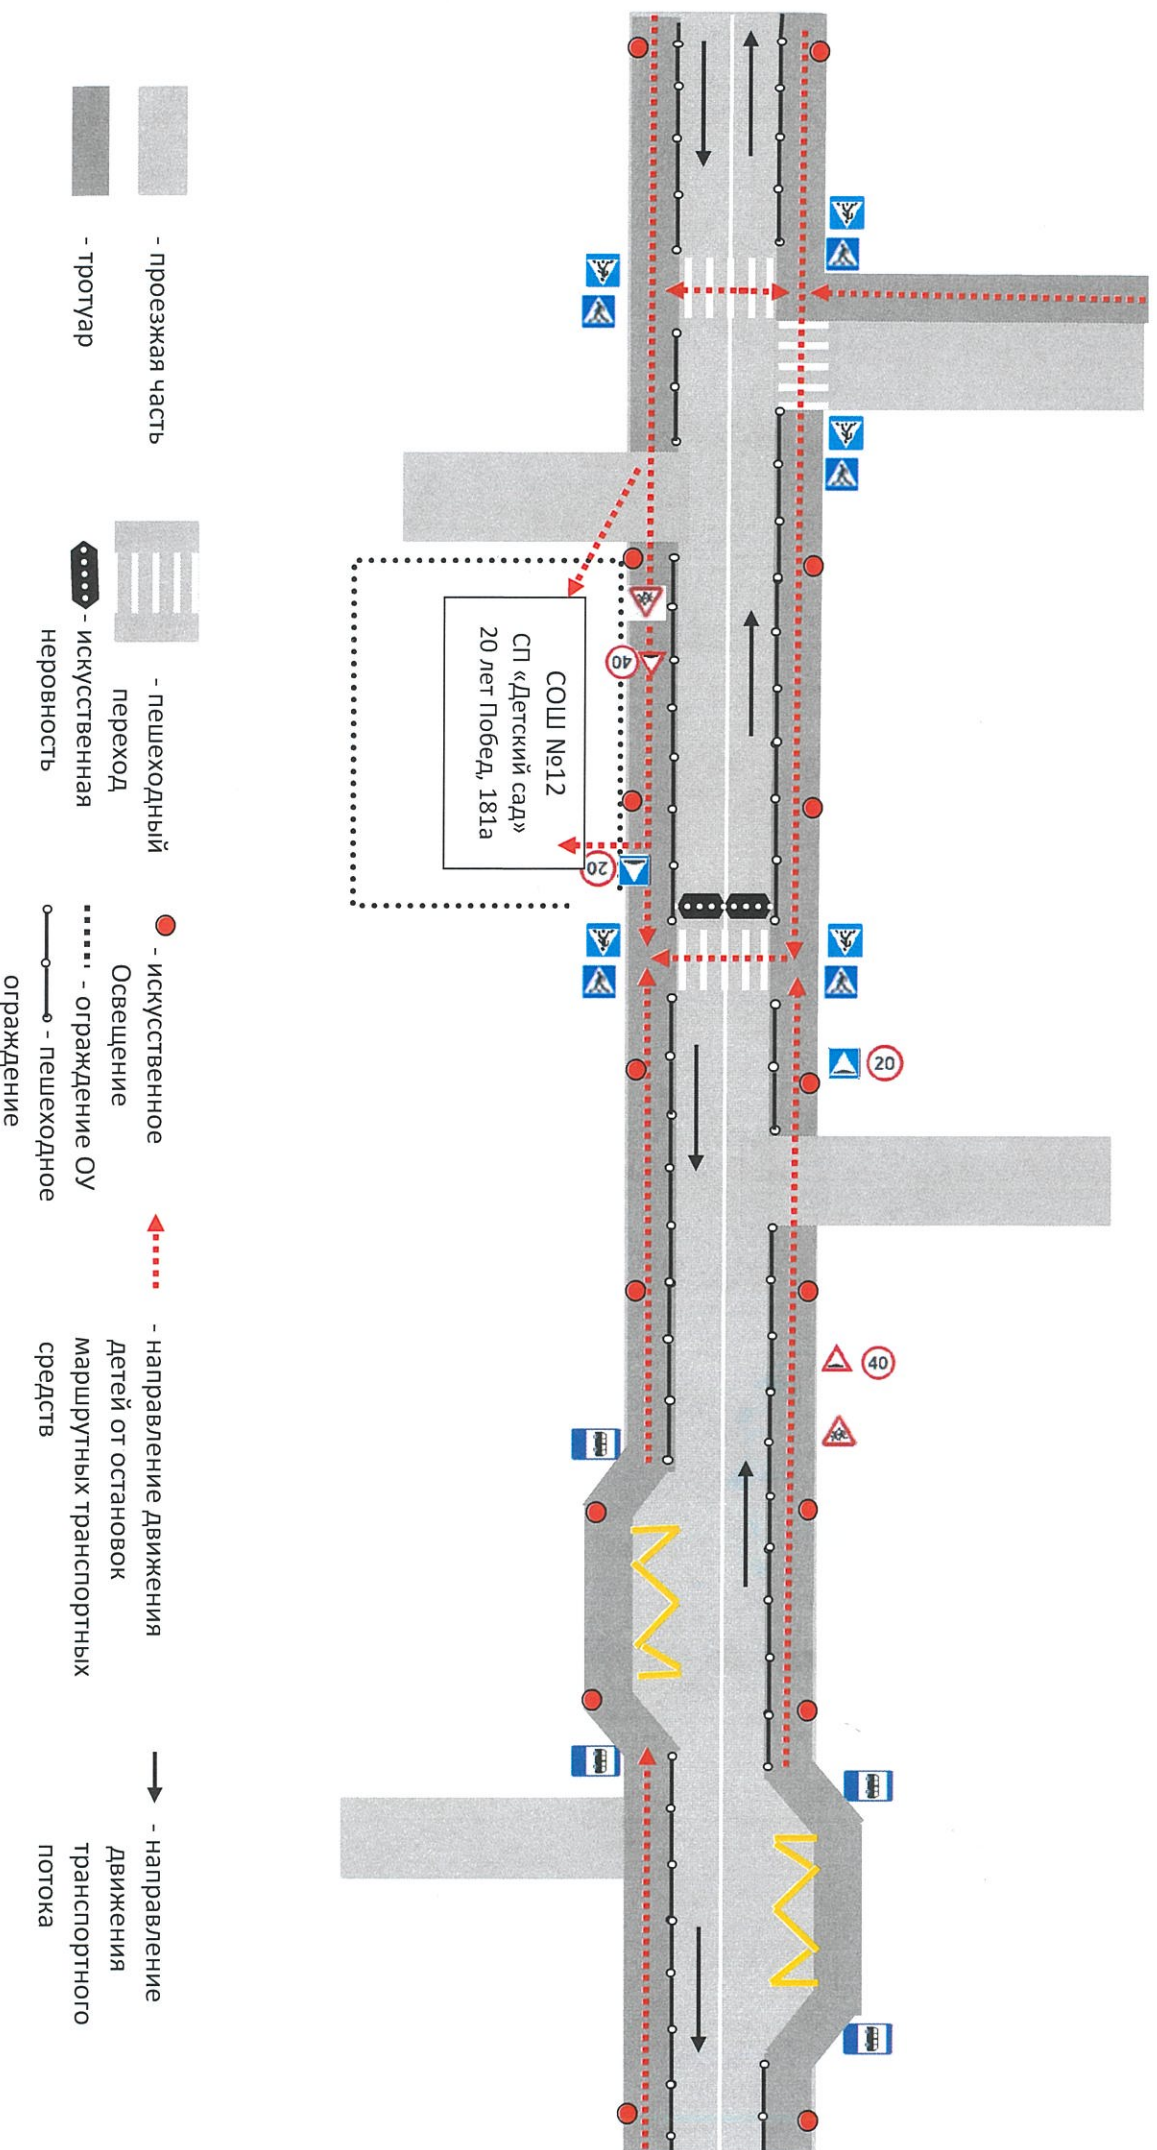 40
20
20
40
СОШ №12
СП «Детский сад»
20 лет Побед, 181а
- проезжая часть
- тротуар
- пешеходный
переход
- искусственная
неровность
- искусственное
Освещение
- ограждение ОУ
- пешеходное
ограждение
- направление движения
детей от остановок
маршрутных транспортных
средств
- направление
движения
транспортного
потока